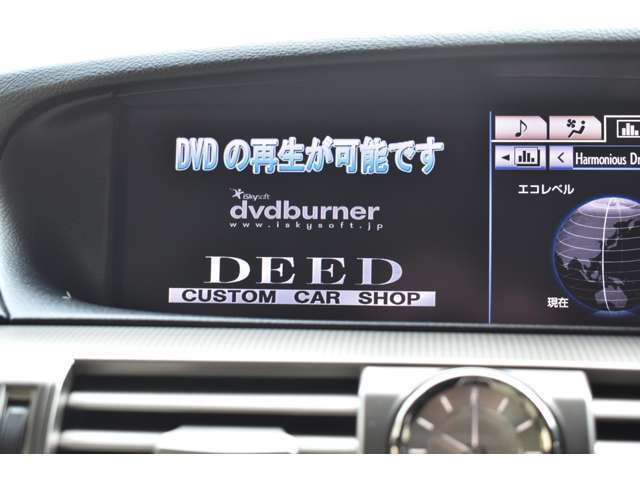 DVDの再生が可能です
iSkysoft
dvdburner
www.iskysoft.jp
DEED
CUSTOM CAR SHOP
Harmonious Dr
エコレベル
現在